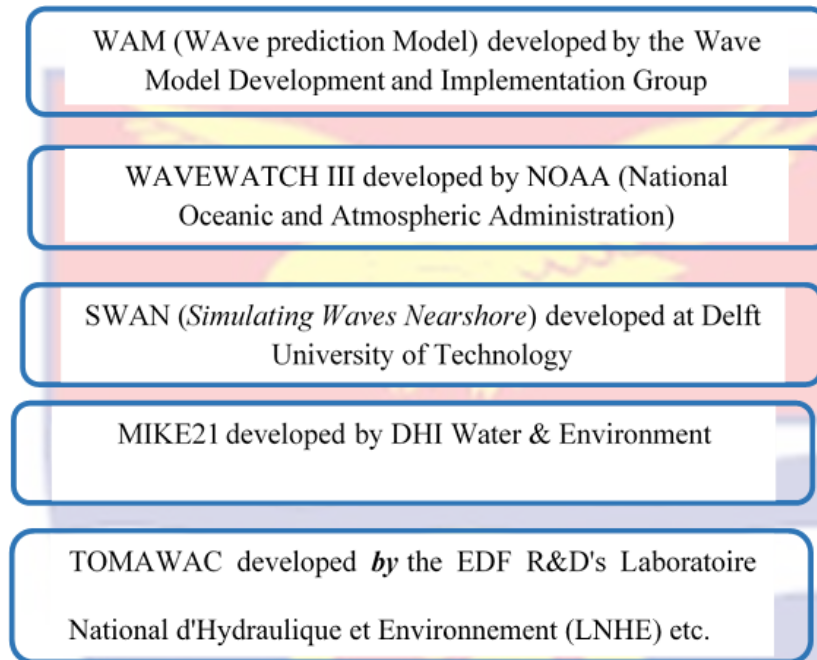 WAM (WAve prediction Model) developed by the Wave
Model Development and Implementation Group
WAVEWATCH III developed by NOAA (National
Oceanic and Atmospheric Administration)
SWAN (Simulating Waves Nearshore) developed at Delft
University of Technology
MIKE21 developed by DHI Water & Environment
TOMAWAC developed by the EDF R&D's Laboratoire
National d'Hydraulique et Environnement (LNHE) etc.